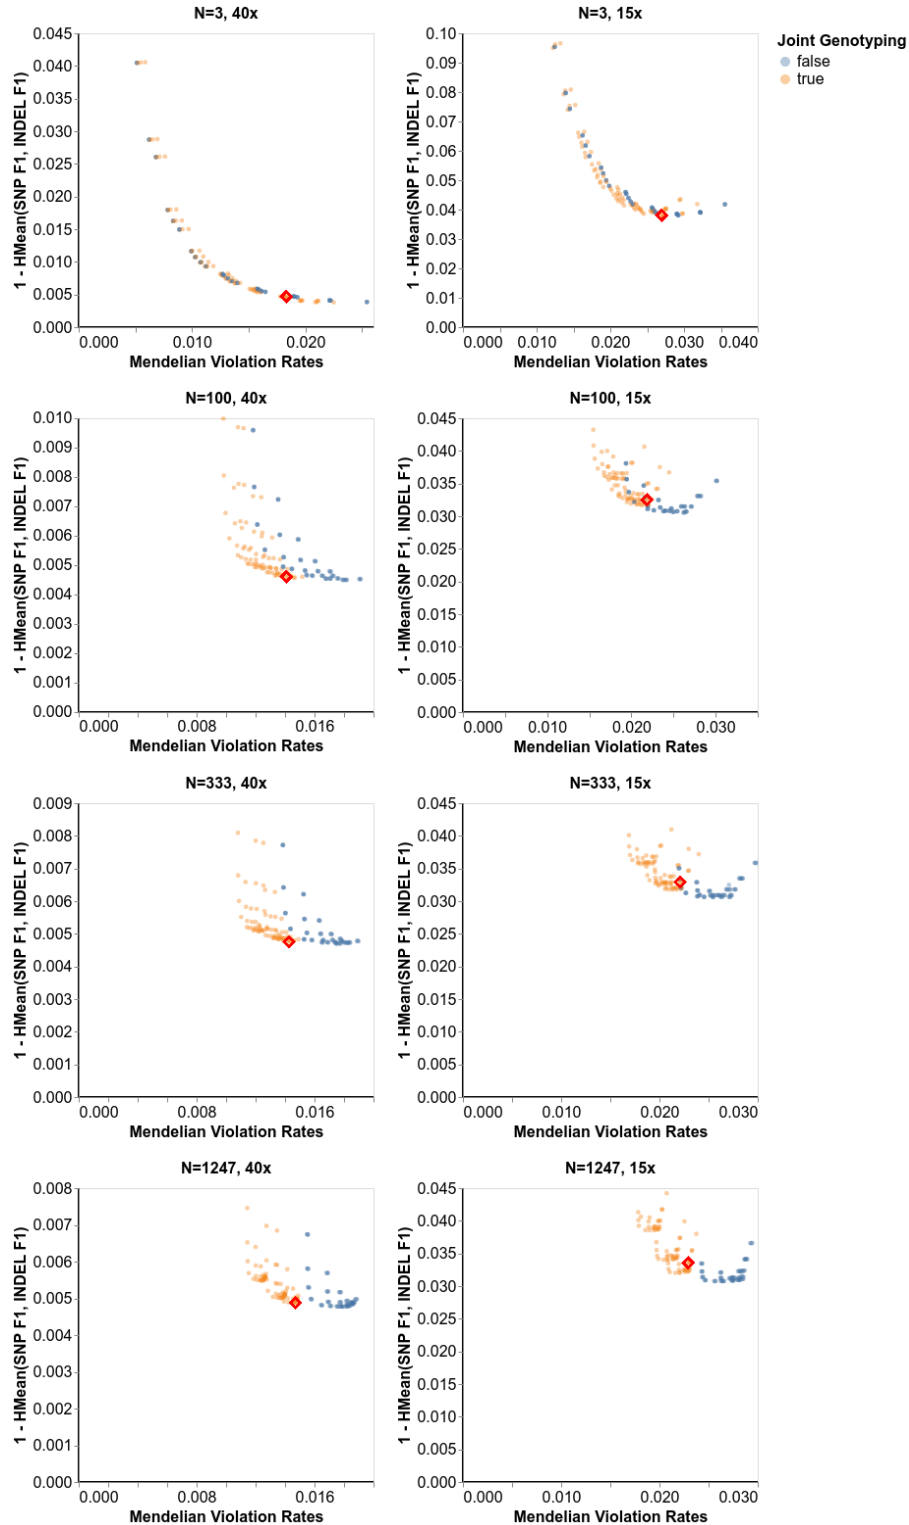 N=3, 40x
N=3, 15x
Joint Genotyping
false
true
1 - HMean(SNP F1, INDEL F1)
0.045
0.040
0.035
0.030
0.025
0.020
0.015
0.010
0.005
0.000
0.000 0.010 0.020
Mendelian Violation Rates
1 - HMean(SNP F1, INDEL F1)
0.10
0.09
0.08
0.07
0.06
0.05
0.04
0.03
0.02
0.01
0.00
0.000 0.010 0.020 0.030 0.040
Mendelian Violation Rates
N=100, 40x
1 - HMean(SNP F1, INDEL F1)
0.010
0.009
0.008
0.007
0.006
0.005
0.004
0.003
0.002
0.001
0.000
0.000 0.008 0.016
Mendelian Violation Rates
N=100, 15x
1 - HMean(SNP F1, INDEL F1)
0.045
0.040
0.035
0.030
0.025
0.020
0.015
0.010
0.005
0.000
0.000 0.010 0.020 0.030
Mendelian Violation Rates
N=333, 40x
1 - HMean(SNP F1, INDEL F1)
0.009
0.008
0.007
0.006
0.005
0.004
0.003
0.002
0.001
0.000
0.000 0.008 0.016
Mendelian Violation Rates
N=333, 15x
1 - HMean(SNP F1, INDEL F1)
0.045
0.040
0.035
0.030
0.025
0.020
0.015
0.010
0.005
0.000
0.000 0.010 0.020 0.030
Mendelian Violation Rates
N=1247, 40x
1 - HMean(SNP F1, INDEL F1)
0.008
0.007
0.006
0.005
0.004
0.003
0.002
0.001
0.000
0.000 0.008 0.016
Mendelian Violation Rates
N=1247, 15x
1 - HMean(SNP F1, INDEL F1)
0.045
0.040
0.035
0.030
0.025
0.020
0.015
0.010
0.005
0.000
0.000 0.010 0.020 0.030
Mendelian Violation Rates